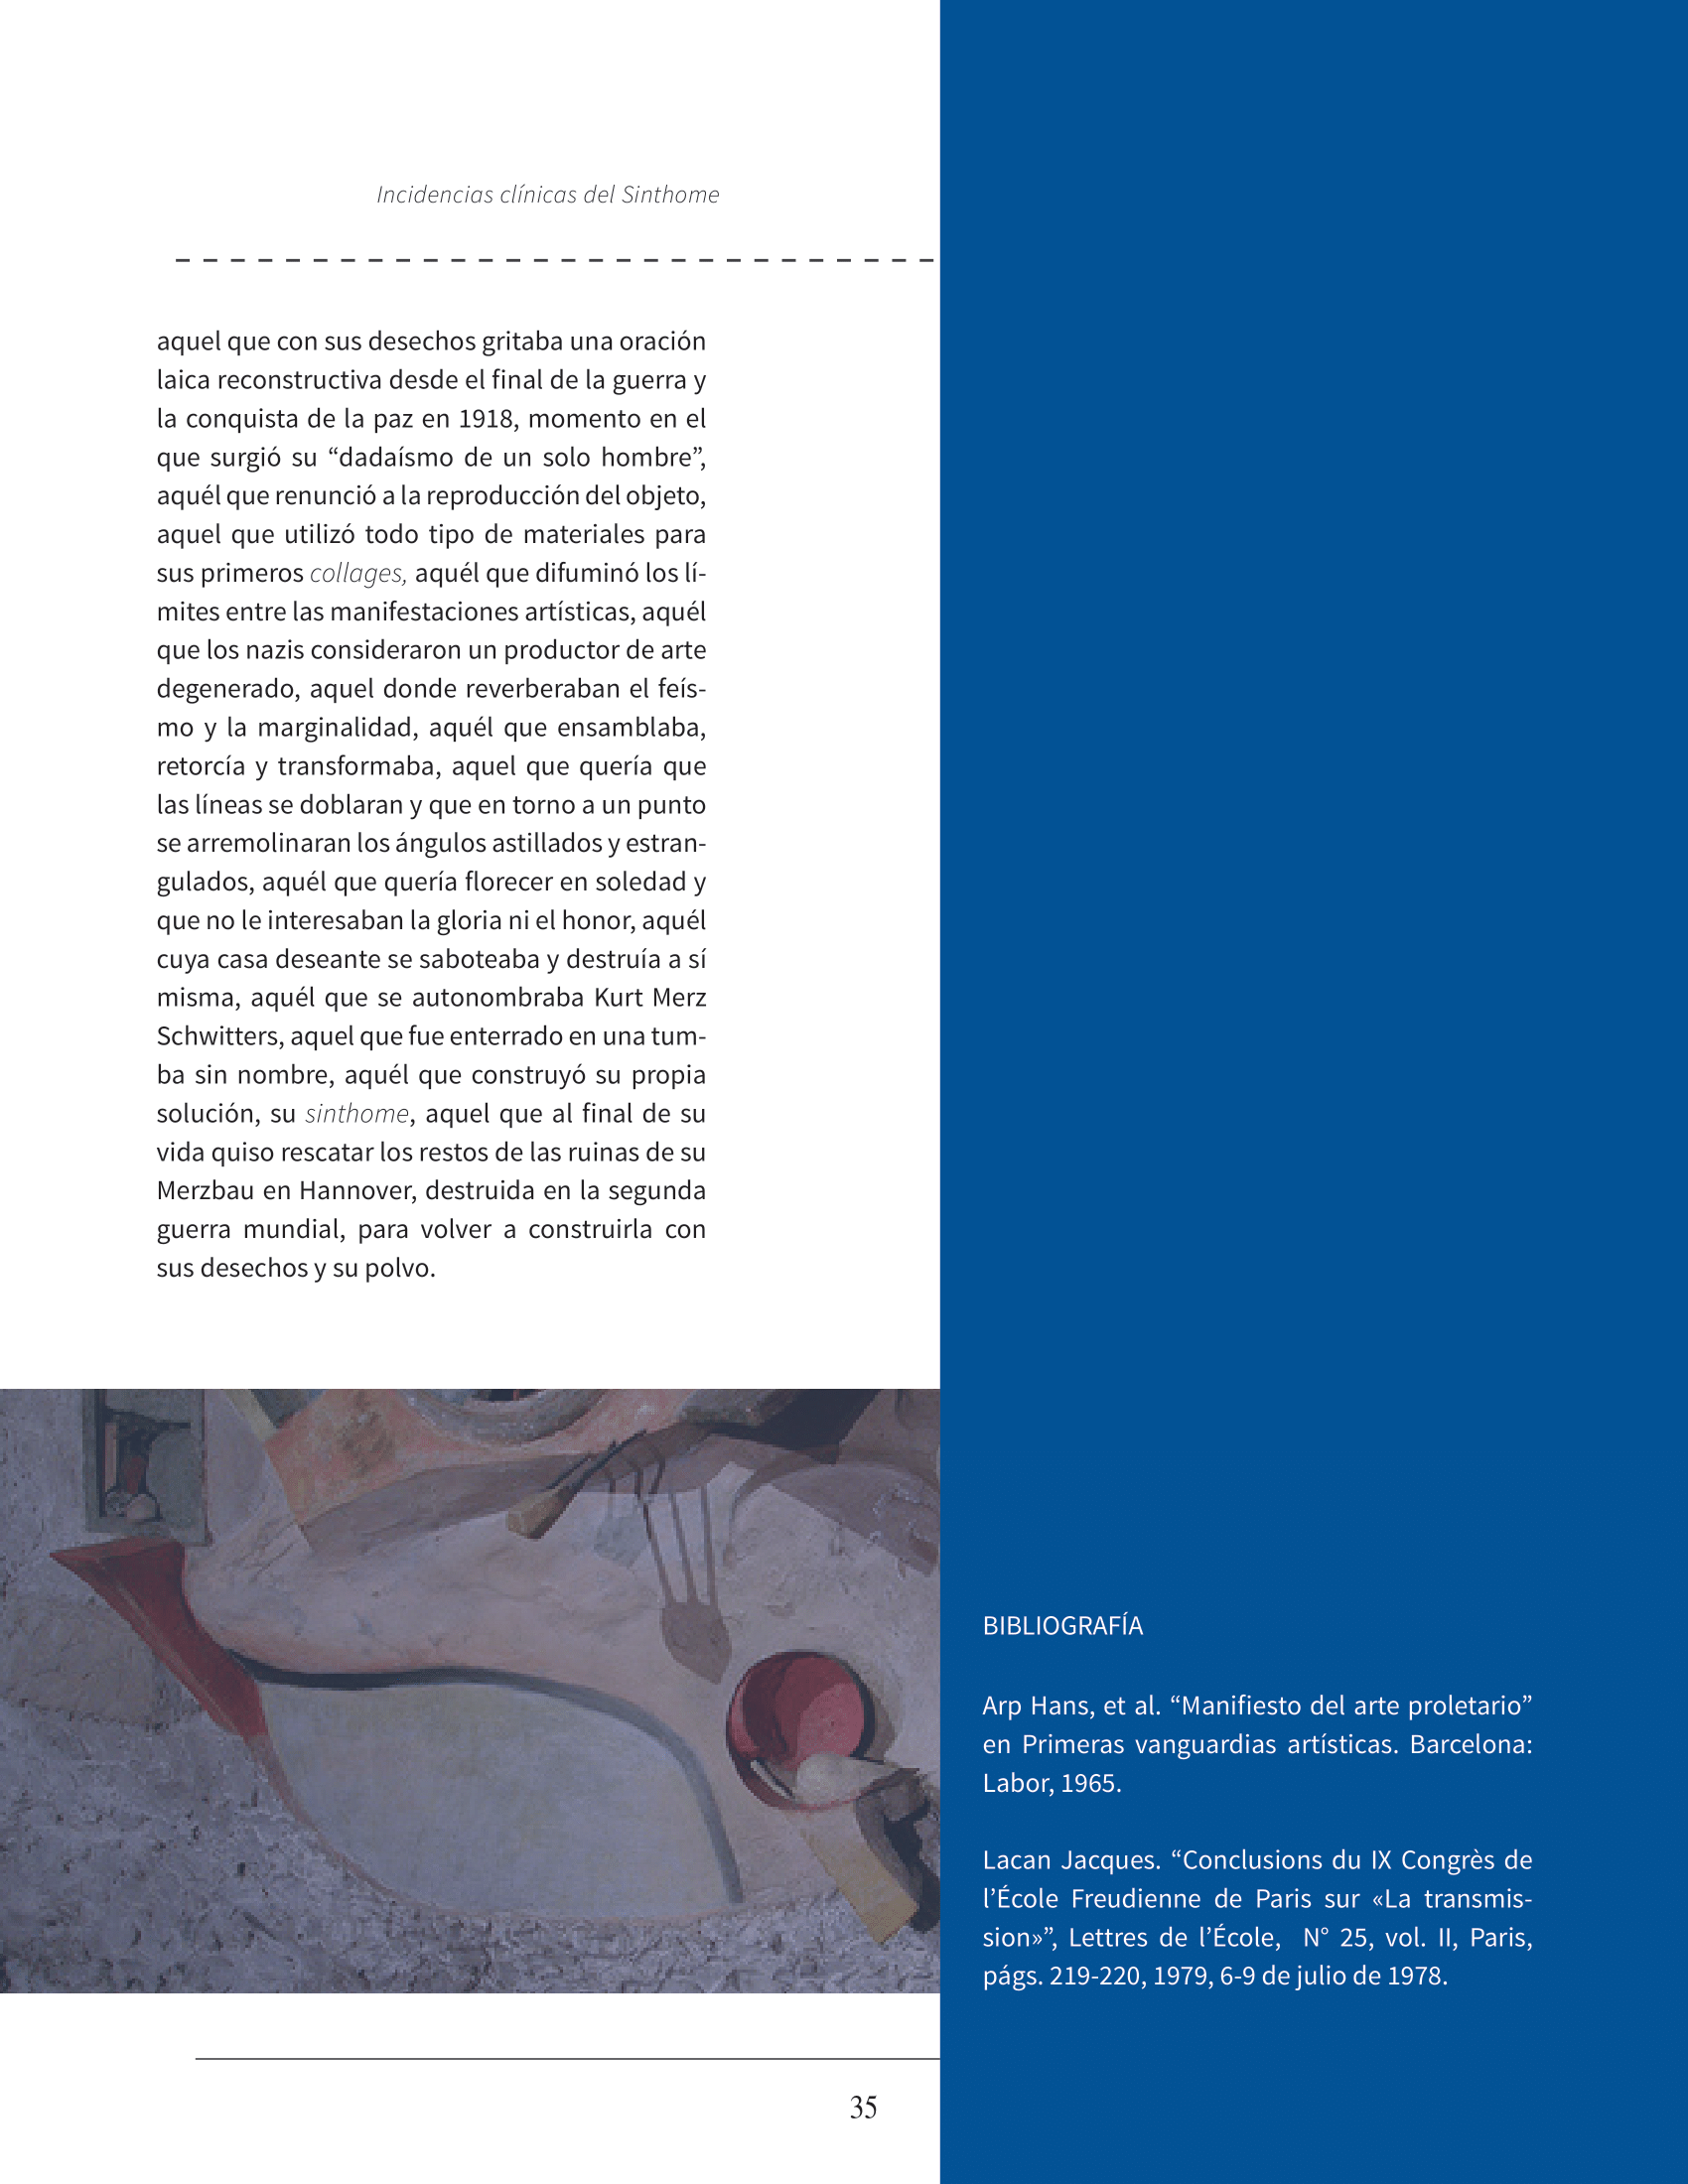 Incidencias clínicas del Sinthome
aquel que con sus desechos gritaba una oración
laica reconstructiva desde el final de la guerra y
la conquista de la paz en 1918, momento en el
que surgió su “dadaísmo de un solo hombre”,
aquél que renunció a la reproducción del objeto,
aquel que utilizó todo tipo de materiales para
sus primeros collages, aquél que difuminó los lí-
mites entre las manifestaciones artísticas, aquél
que los nazis consideraron un productor de arte
degenerado, aquel donde reverberaban el feís-
mo y la marginalidad, aquél que ensamblaba,
retorcía y transformaba, aquel que quería que
las líneas se doblaran y que en torno a un punto
se arremolinaran los ángulos astillados y estran-
gulados, aquél que quería florecer en soledad y
que no le interesaban la gloria ni el honor, aquél
cuya casa deseante se saboteaba y destruía a sí
misma, aquél que se autonombraba Kurt Merz
Schwitters, aquel que fue enterrado en una tum-
ba sin nombre, aquél que construyó su propia
solución, su sinthome, aquel que al final de su
vida quiso rescatar los restos de las ruinas de su
Merzbau en Hannover, destruida en la segunda
guerra mundial, para volver a construirla con
sus desechos y su polvo.
BIBLIOGRAFÍA
Arp Hans, et al. “Manifiesto del arte proletario”
en Primeras vanguardias artísticas. Barcelona:
Labor, 1965.
Lacan Jacques. “Conclusions du IX Congrès de
l’École Freudienne de Paris sur «La transmis-
sion»”, Lettres de l’École, N° 25, vol. II, Paris,
págs. 219-220, 1979, 6-9 de julio de 1978.
35